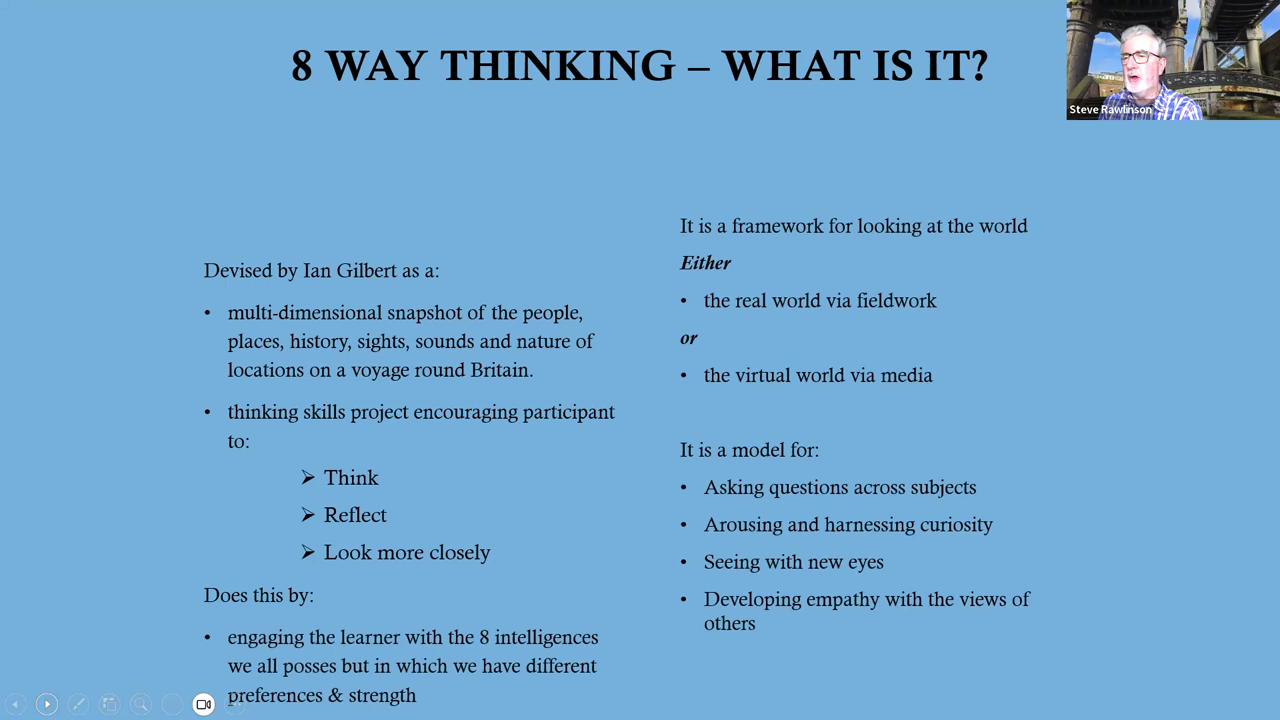 8 WAY THINKING – WHAT IS IT?
Steve Rawlinson
Devised by Ian Gilbert as a:
• multi-dimensional snapshot of the people,
places, history, sights, sounds and nature of
locations on a voyage round Britain.
• thinking skills project encouraging participant
to:
➢ Think
➢ Reflect
➢ Look more closely
Does this by:
• engaging the learner with the 8 intelligences
we all posses but in which we have different
preferences & strength
It is a framework for looking at the world
Either
• the real world via fieldwork
or
• the virtual world via media
It is a model for:
• Asking questions across subjects
• Arousing and harnessing curiosity
• Seeing with new eyes
• Developing empathy with the views of
others